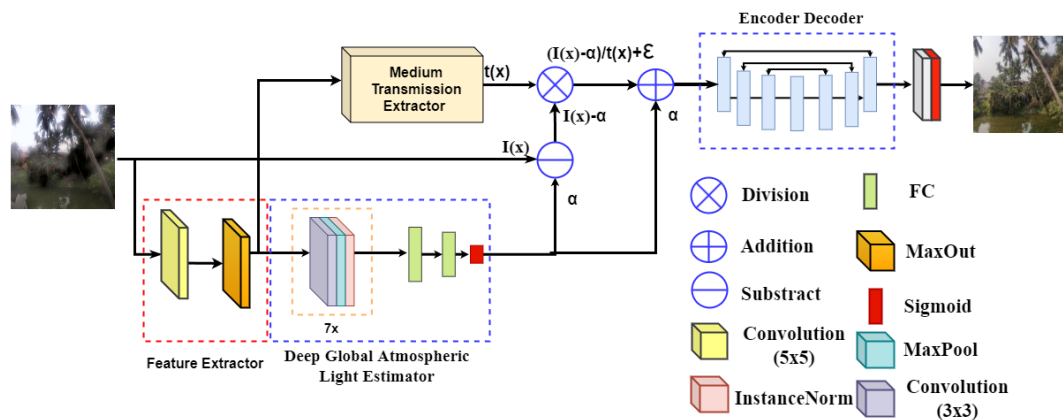 Encoder Decoder
(I(x)-α)/t(x)+Ɛ
Medium
Transmission
Extractor
t(x)
I(x)-α
α
I(x)
α
7x
Feature Extractor
Deep Global Atmospheric
Light Estimator
Division
FC
Addition
MaxOut
Substract
Sigmoid
Convolution
(5x5)
MaxPool
InstanceNorm
Convolution
(3x3)